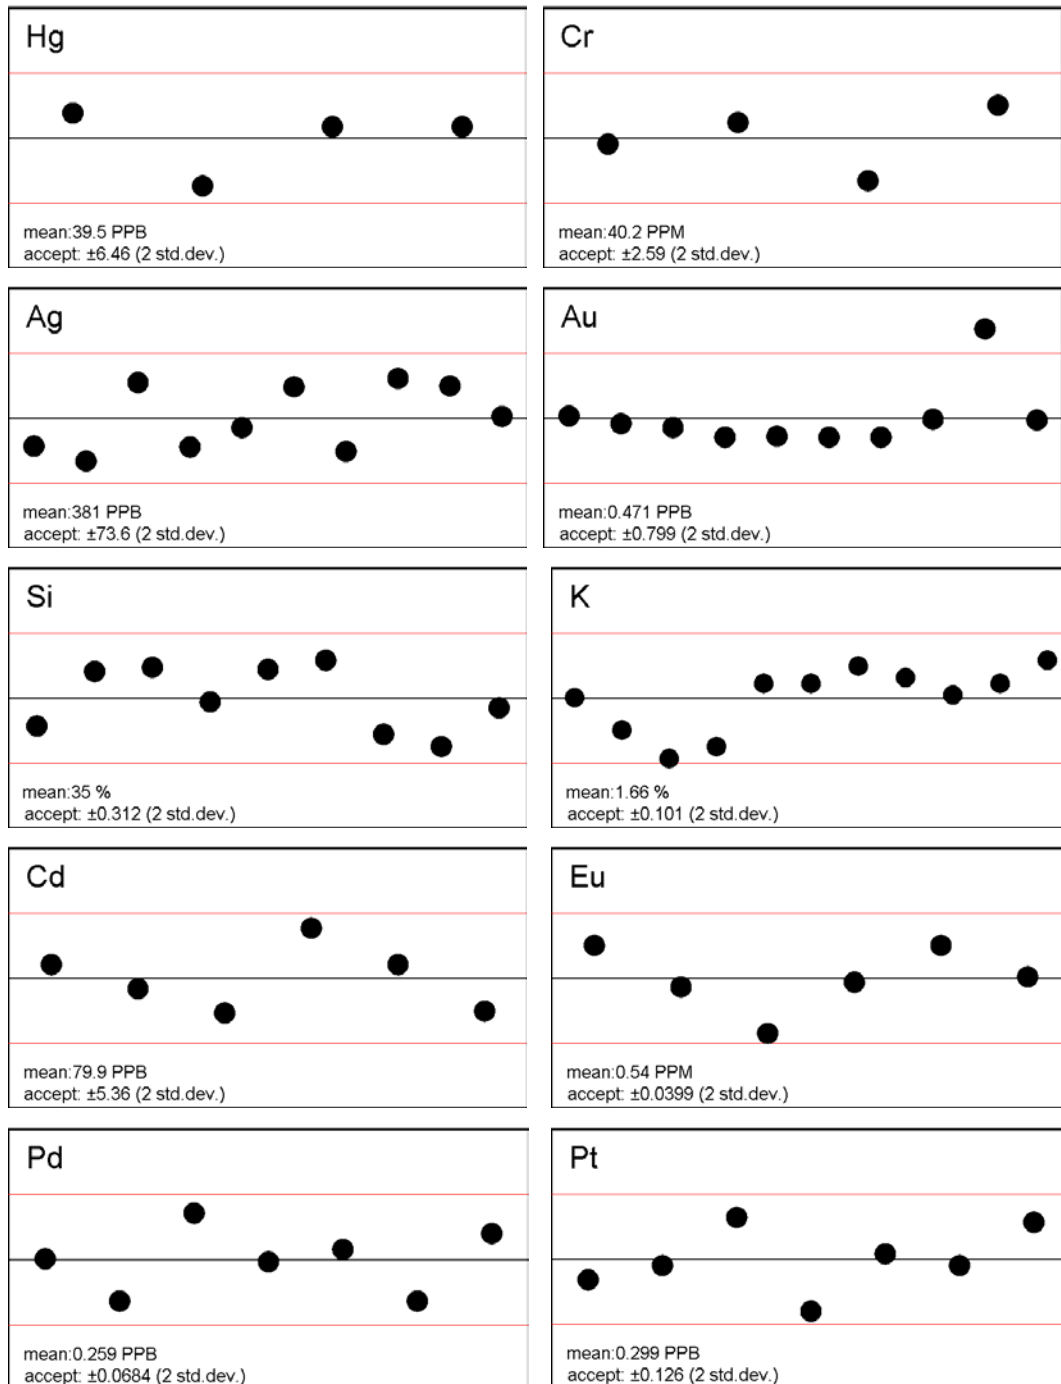 Hg
mean:39.5 PPB
accept: ±6.46 (2 std.dev.)
Cr
mean:40.2 PPM
accept: ±2.59 (2 std.dev.)
Ag
mean:381 PPB
accept: ±73.6 (2 std.dev.)
Au
mean:0.471 PPB
accept: ±0.799 (2 std.dev.)
Si
mean:35 %
accept: ±0.312 (2 std.dev.)
K
mean:1.66 %
accept: ±0.101 (2 std.dev.)
Cd
mean:79.9 PPB
accept: ±5.36 (2 std.dev.)
Eu
mean:0.54 PPM
accept: ±0.0399 (2 std.dev.)
Pd
mean:0.259 PPB
accept: ±0.0684 (2 std.dev.)
Pt
mean:0.299 PPB
accept: ±0.126 (2 std.dev.)